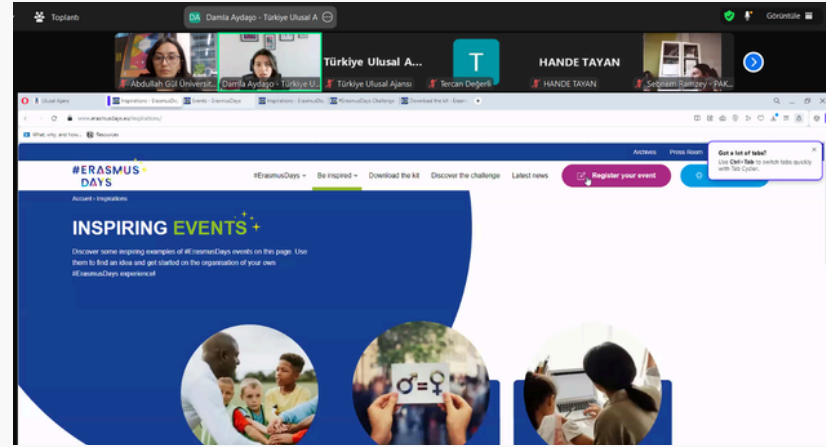 Toplantı
DA Damla Aydaşo - Türkiye Ulusal A
Görüntüle
Abdullah Gül Üniversit...
Damla Aydaşo - Türkiye U...
Türkiye Ulusal A...
Türkiye Ulusal Ajansı
T
Tercan Değerli
HANDE TAYAN
HANDE TAYAN
Şebnem Ramzey - PAK...
Ulusal Ajans
Inspirations - ErasmusDa...
Events - ErasmusDays
Inspirations - ErasmusDa...
#ErasmusDays Challenge
Download the kit - Erasm...
www.erasmusdays.eu/inspirations/
What, why, and how...
Resources
Archives
Press Room
Got a lot of tabs?
Use Ctrl+Tab to switch tabs quickly
with Tab Cycler.
#ERASMUS
DAYS
#ErasmusDays
Be inspired
Download the kit
Discover the challenge
Latest news
Register your event
Accueil › Inspirations
INSPIRING EVENTS
Discover some inspiring examples of #ErasmusDays events on this page. Use
them to find an idea and get started on the organisation of your own
#ErasmusDays experience!